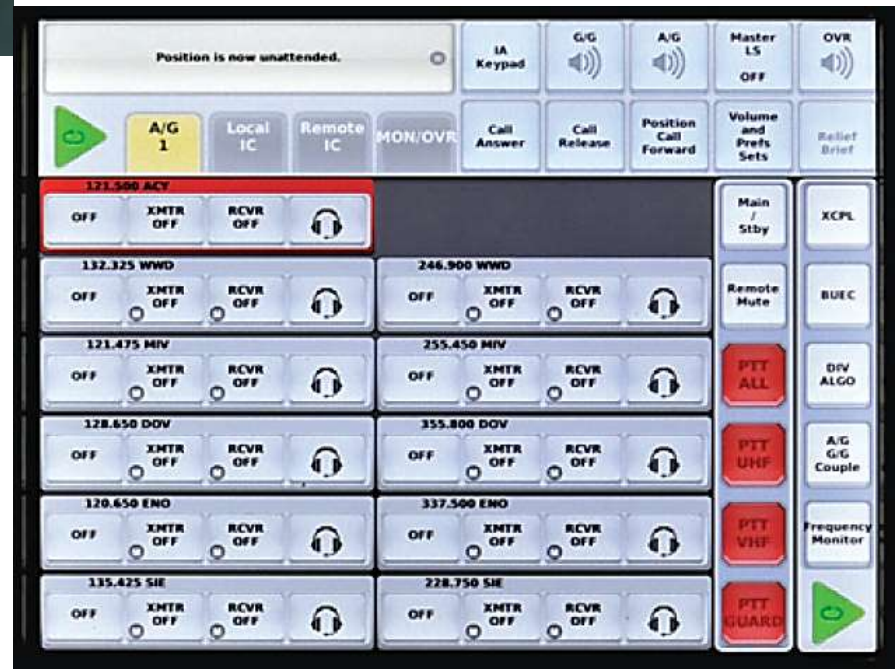 Position is now unattended.
IA
Keypad
G/G
A/G
Master
LS
OFF
OVR
A/G
1
Local
IC
Remote
IC
MON/OVR
Call
Answer
Call
Release
Position
Call
Forward
Volume
and
Prefs
Sets
Relief
Brief
121.500 ACY
OFF
XMTR
OFF
RCVR
OFF
Main
/
Stby
XCPL
132.325 WWD
246.900 WWD
OFF
XMTR
OFF
RCVR
OFF
OFF
XMTR
OFF
RCVR
OFF
Remote
Mute
BUEC
121.475 MIV
255.450 MIV
OFF
XMTR
OFF
RCVR
OFF
OFF
XMTR
OFF
RCVR
OFF
PTT
ALL
DIV
ALGO
128.650 DOV
355.800 DOV
OFF
XMTR
OFF
RCVR
OFF
OFF
XMTR
OFF
RCVR
OFF
PTT
UHF
A/G
G/G
Couple
120.650 ENO
337.500 ENO
OFF
XMTR
OFF
RCVR
OFF
OFF
XMTR
OFF
RCVR
OFF
PTT
VHF
Frequency
Monitor
135.425 SIE
228.750 SIE
OFF
XMTR
OFF
RCVR
OFF
OFF
XMTR
OFF
RCVR
OFF
PTT
GUARD